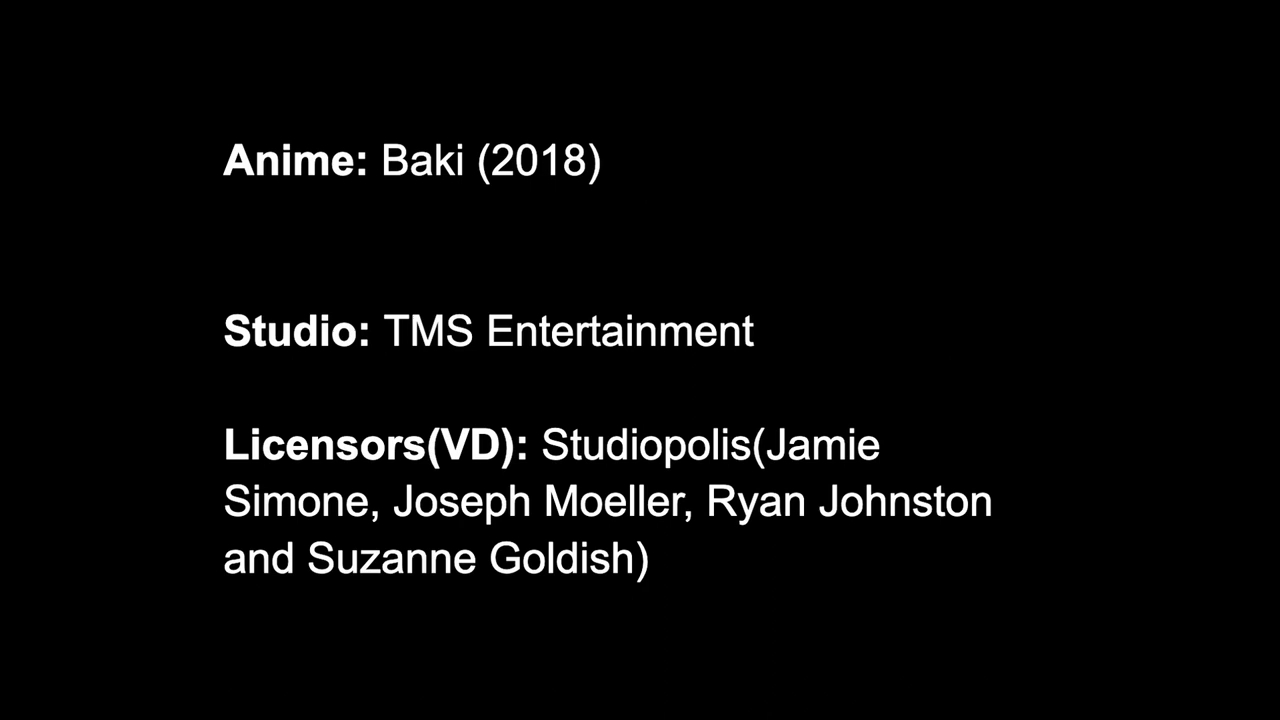 Anime: Baki (2018)
Studio: TMS Entertainment
Licensors(VD): Studiopolis(Jamie
Simone, Joseph Moeller, Ryan Johnston
and Suzanne Goldish)